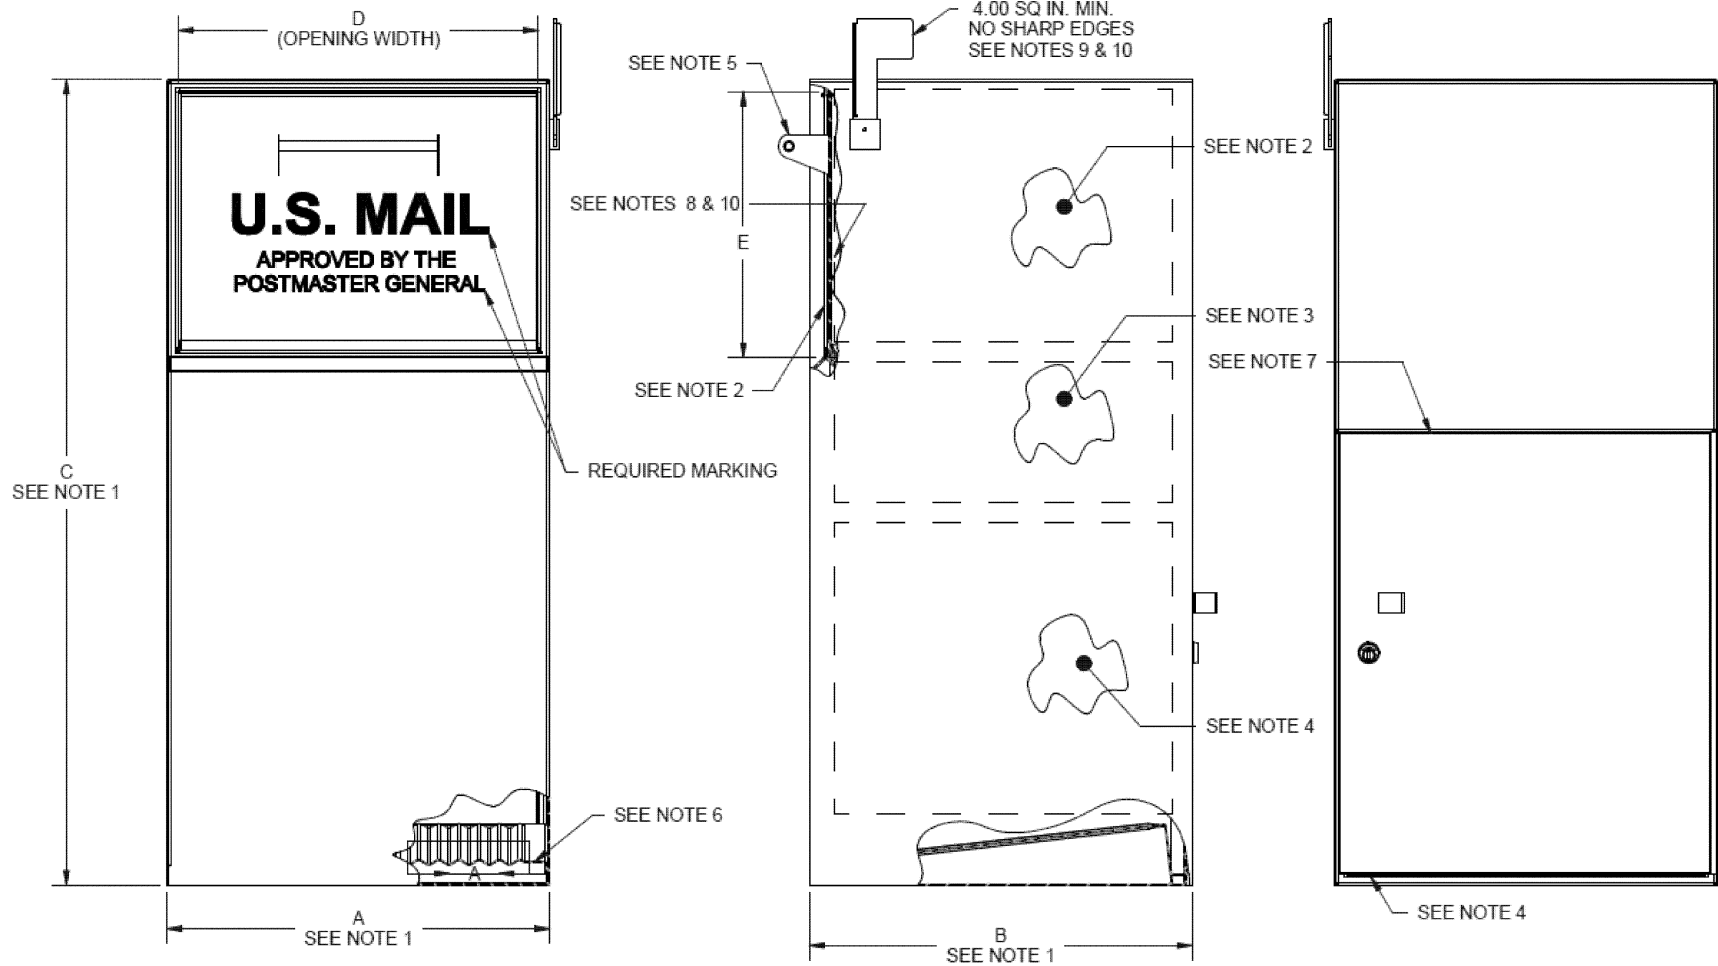 D
(OPENING WIDTH)
U.S. MAIL
APPROVED BY THE
POSTMASTER GENERAL
C
SEE NOTE 1
REQUIRED MARKING
SEE NOTE 6
A
A
SEE NOTE 1
4.00 SQ IN. MIN.
NO SHARP EDGES
SEE NOTES 9 & 10
SEE NOTE 5
SEE NOTES 8 & 10
E
SEE NOTE 2
SEE NOTE 2
SEE NOTE 3
SEE NOTE 7
SEE NOTE 4
B
SEE NOTE 1
SEE NOTE 4